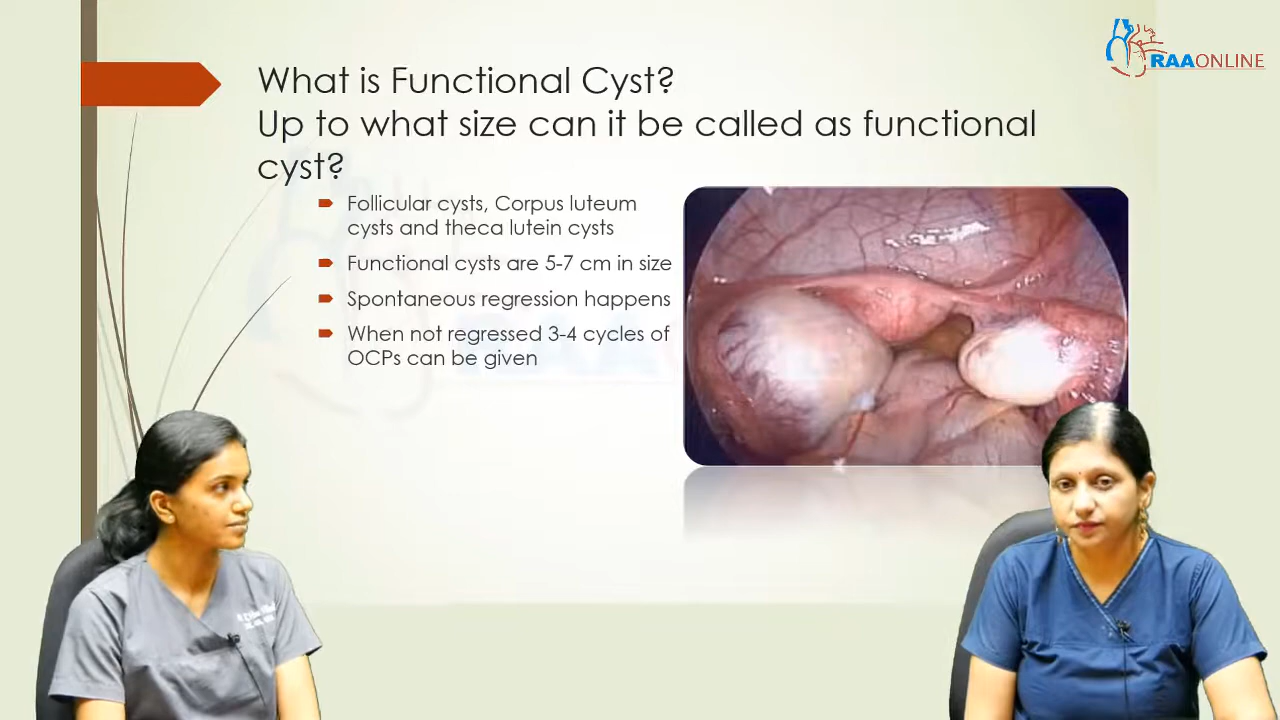 RAAONLINE
What is Functional Cyst?
Up to what size can it be called as functional
cyst?
Follicular cysts, Corpus luteum
cysts and theca lutein cysts
Functional cysts are 5-7 cm in size
Spontaneous regression happens
When not regressed 3-4 cycles of
OCPs can be given